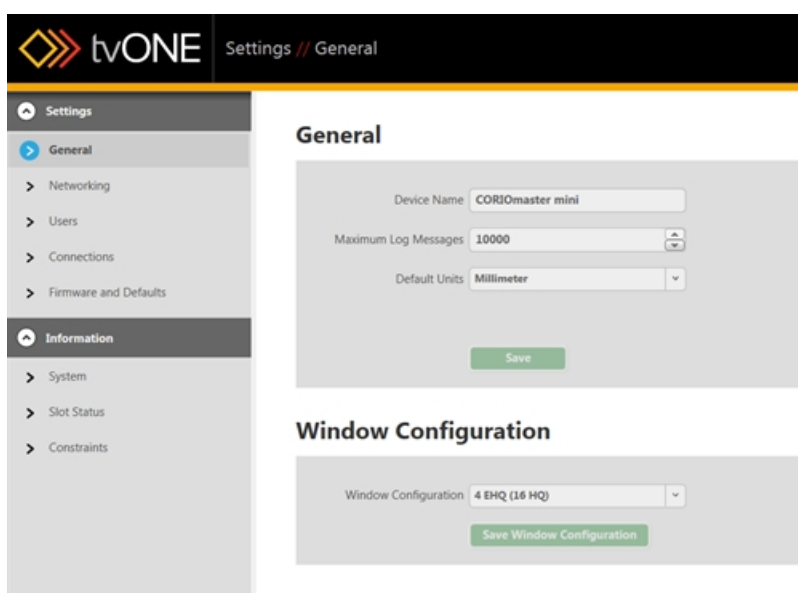 tvONE
Settings // General
Settings
General
Networking
Users
Connections
Firmware and Defaults
Information
System
Slot Status
Constraints
General
Device Name CORIOmaster mini
Maximum Log Messages 10000
Default Units Millimeter
Save
Window Configuration
Window Configuration 4 EHQ (16 HQ)
Save Window Configuration